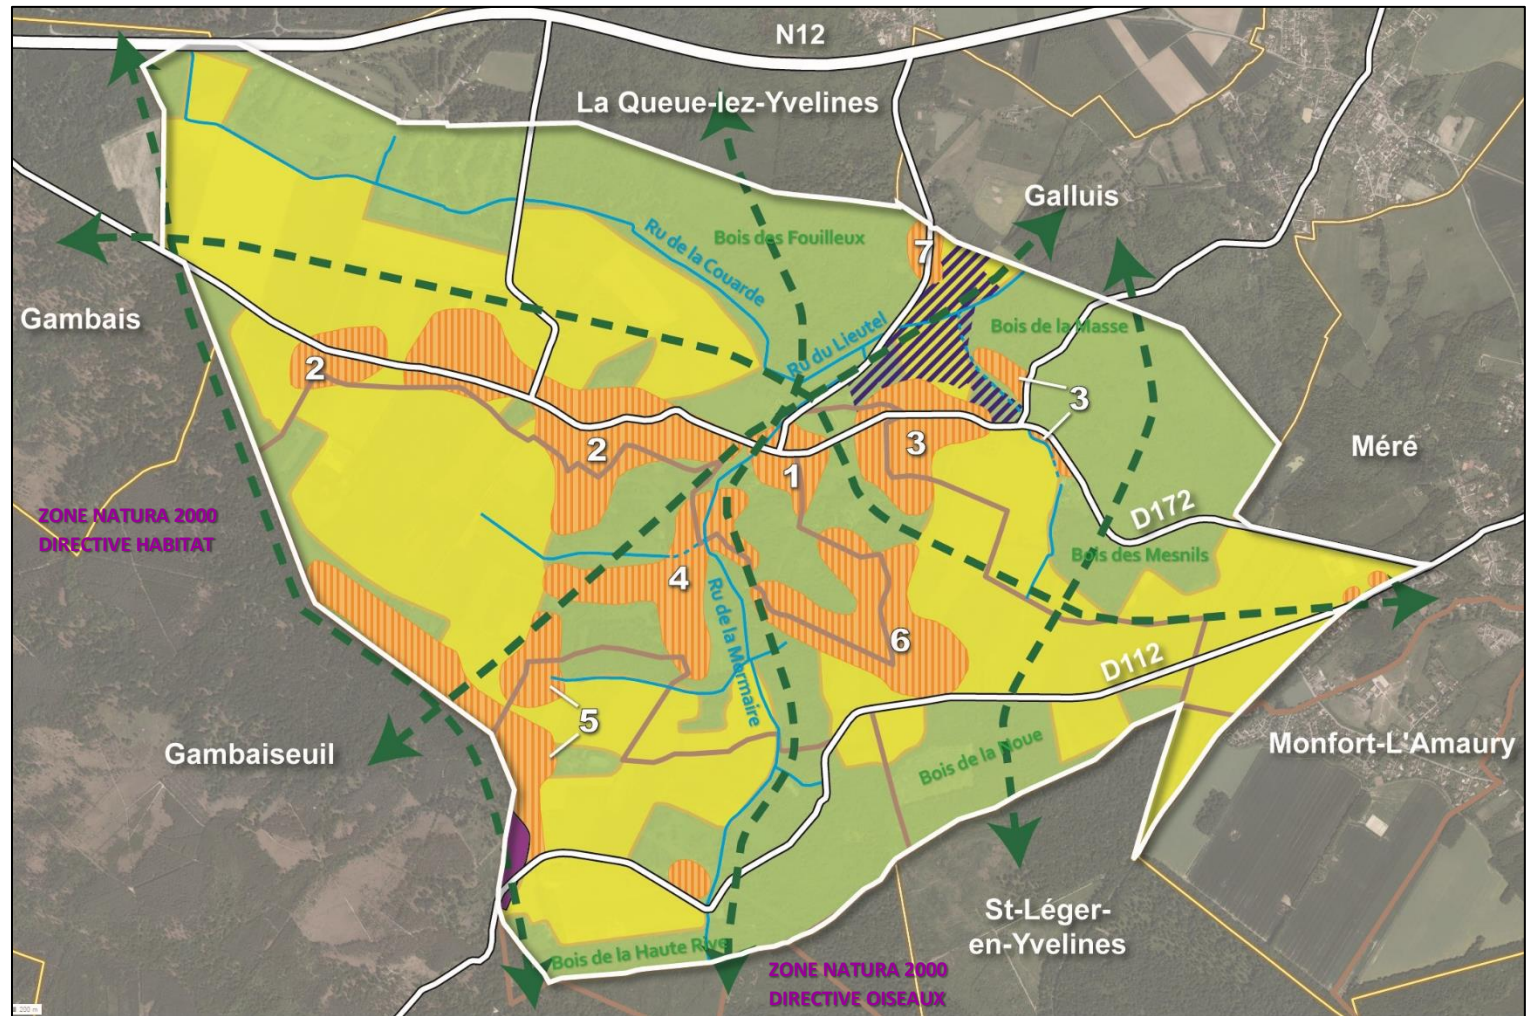 N12
La Queue-lez-Yvelines
Galluis
Bois des Fouilleux
7
Ru de la Couarde
Gambais
Ru du Lieutel
Bois de la Masse
2
3
2
3
1
Méré
ZONE NATURA 2000
DIRECTIVE HABITAT
D172
Bois des Mesnils
4
Ru de la Mormaire
6
D112
5
Gambaiseuil
Bois de la Noue
Monfort-L'Amaury
St-Léger-
en-Yvelines
Bois de la Haute Rive
ZONE NATURA 2000
DIRECTIVE OISEAUX
200 m